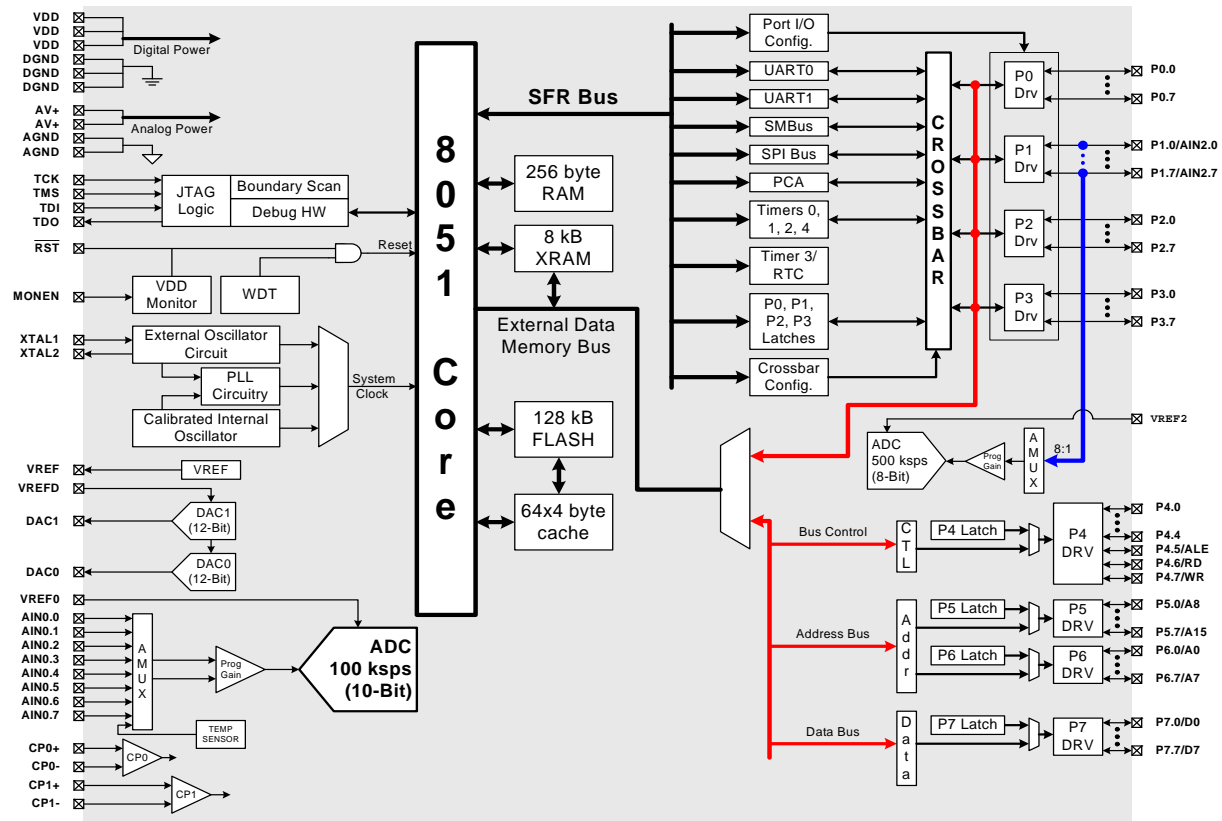 VDD
VDD
VDD
DGND
DGND
DGND
Digital Power
AV+
AV+
AGND
AGND
Analog Power
TCK
TMS
TDI
TDO
JTAG
Logic
Boundary Scan
Debug HW
RST
Reset
MONEN
VDD
Monitor
WDT
XTAL1
XTAL2
External Oscillator
Circuit
PLL
Circuitry
Calibrated Internal
Oscillator
System
Clock
VREF
VREF
VREFD
DAC1
DAC1
(12-Bit)
DAC0
DAC0
(12-Bit)
VREF0
AIN0.0
AIN0.1
AIN0.2
AIN0.3
AIN0.4
AIN0.5
AIN0.6
AIN0.7
A
M
U
X
Prog
Gain
ADC
100 ksps
(10-Bit)
TEMP
SENSOR
CP0+
CP0-
CP0
CP1+
CP1-
CP1
8
0
5
1
C
o
r
e
SFR Bus
256 byte
RAM
8 kB
XRAM
External Data
Memory Bus
128 kB
FLASH
64x4 byte
cache
Port I/O
Config.
UART0
UART1
SMBus
SPI Bus
PCA
Timers 0,
1, 2, 4
Timer 3/
RTC
P0, P1,
P2, P3
Latches
Crossbar
Config.
C
R
O
S
S
B
A
R
P0
Drv
P1
Drv
P2
Drv
P3
Drv
P0.0
P0.7
P1.0/AIN2.0
P1.7/AIN2.7
P2.0
P2.7
P3.0
P3.7
VREF2
ADC
500 ksps
(8-Bit)
Prog
Gain
A
M
U
X
8:1
Bus Control
C
T
L
P4 Latch
P4
DRV
P4.0
P4.4
P4.5/ALE
P4.6/RD
P4.7/WR
Address Bus
A
d
d
r
P5 Latch
P5
DRV
P5.0/A8
P5.7/A15
P6 Latch
P6
DRV
P6.0/A0
P6.7/A7
Data Bus
D
a
t
a
P7 Latch
P7
DRV
P7.0/D0
P7.7/D7